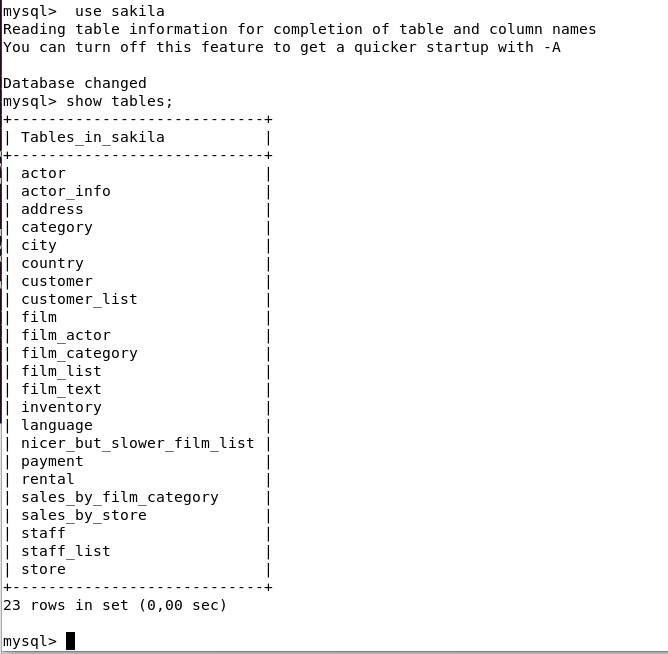 mysql>  use sakila
Reading table information for completion of table and column names
You can turn off this feature to get a quicker startup with -A

Database changed
mysql> show tables;
+----------------------------+
| Tables_in_sakila           |
+----------------------------+
| actor                      |
| actor_info                 |
| address                    |
| category                   |
| city                       |
| country                    |
| customer                   |
| customer_list              |
| film                       |
| film_actor                 |
| film_category              |
| film_list                  |
| film_text                  |
| inventory                  |
| language                   |
| nicer_but_slower_film_list |
| payment                    |
| rental                     |
| sales_by_film_category     |
| sales_by_store             |
| staff                      |
| staff_list                 |
| store                      |
+----------------------------+
23 rows in set (0,00 sec)

mysql>